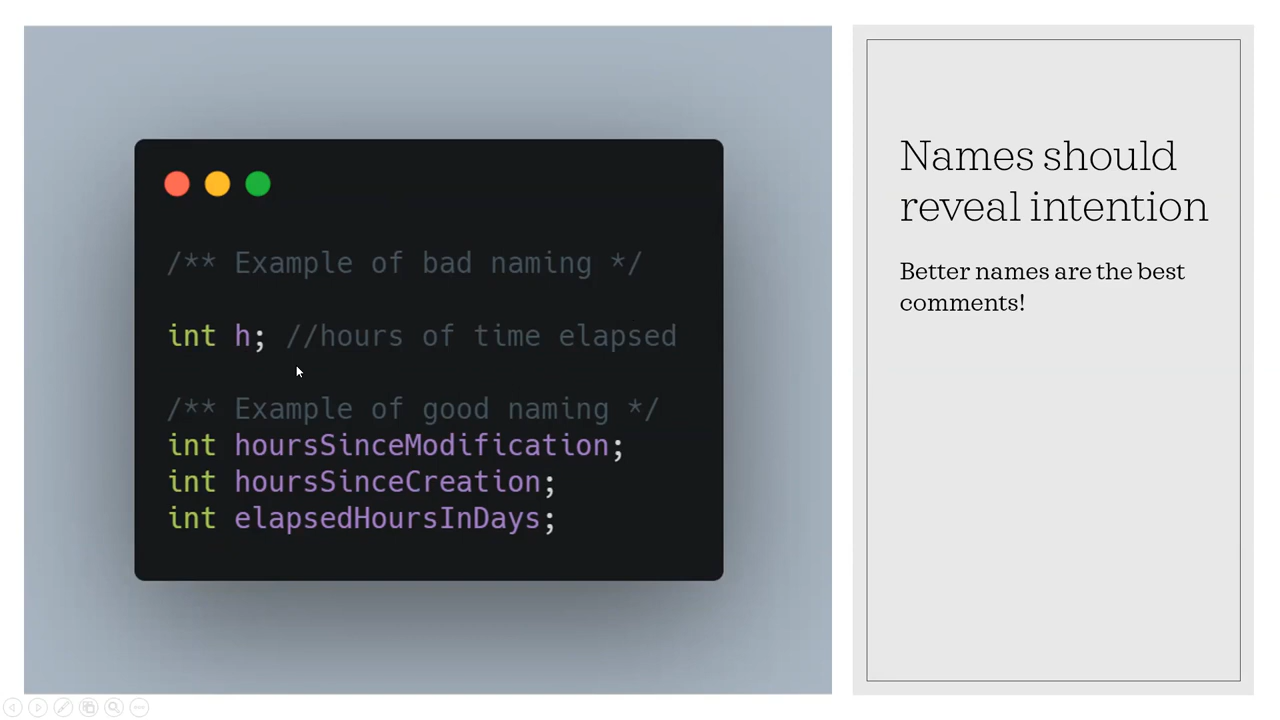 /** Example of bad naming */
int h; //hours of time elapsed
/** Example of good naming */
int hoursSinceModification;
int hoursSinceCreation;
int elapsedHoursInDays;
Names should
reveal intention
Better names are the best
comments!